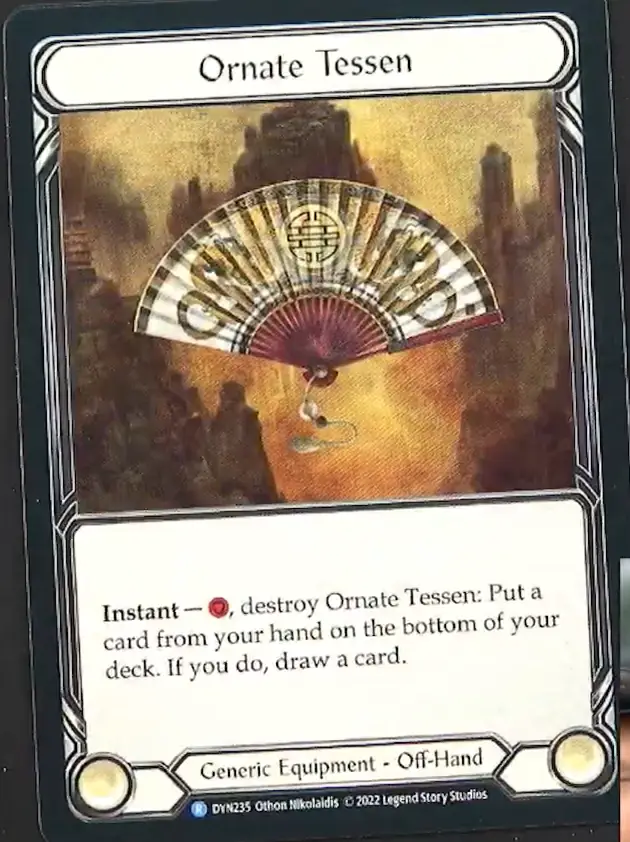 Ornate Tessen
Instant — , destroy Ornate Tessen: Put a
card from your hand on the bottom of your
deck. If you do, draw a card.
Generic Equipment - Off-Hand
R DYN235 Othon Nikolaidis © 2022 Legend Story Studios